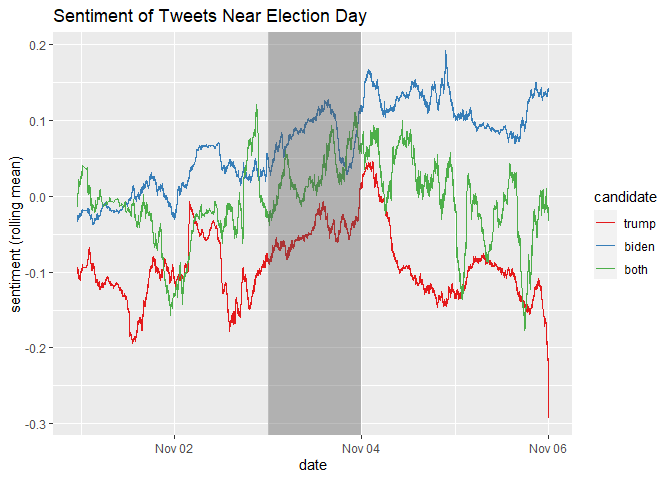 Sentiment of Tweets Near Election Day
sentiment (rolling mean)
0.2
0.1
0.0
-0.1
-0.2
-0.3
Nov 02
Nov 04
Nov 06
date
candidate
trump
biden
both